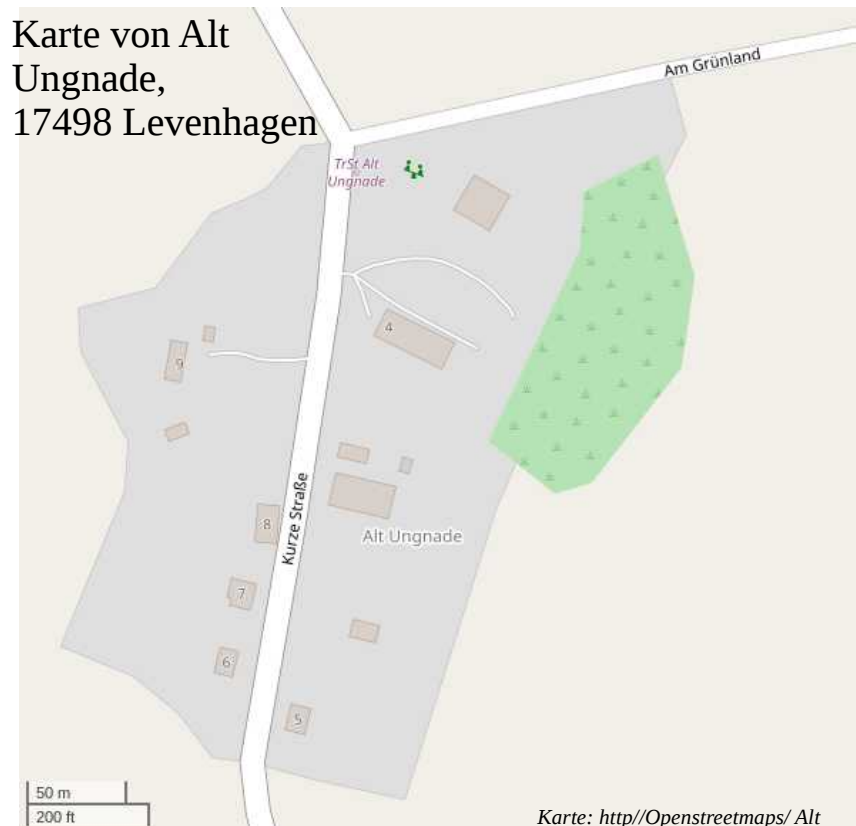 Karte von Alt
Ungnade,
17498 Levenhagen
Am Grünland
TrSt Alt
Ungnade
4
9
Kurze Straße
8
Alt Ungnade
7
6
5
50 m
200 ft
Karte: http//Openstreetmaps/ Alt